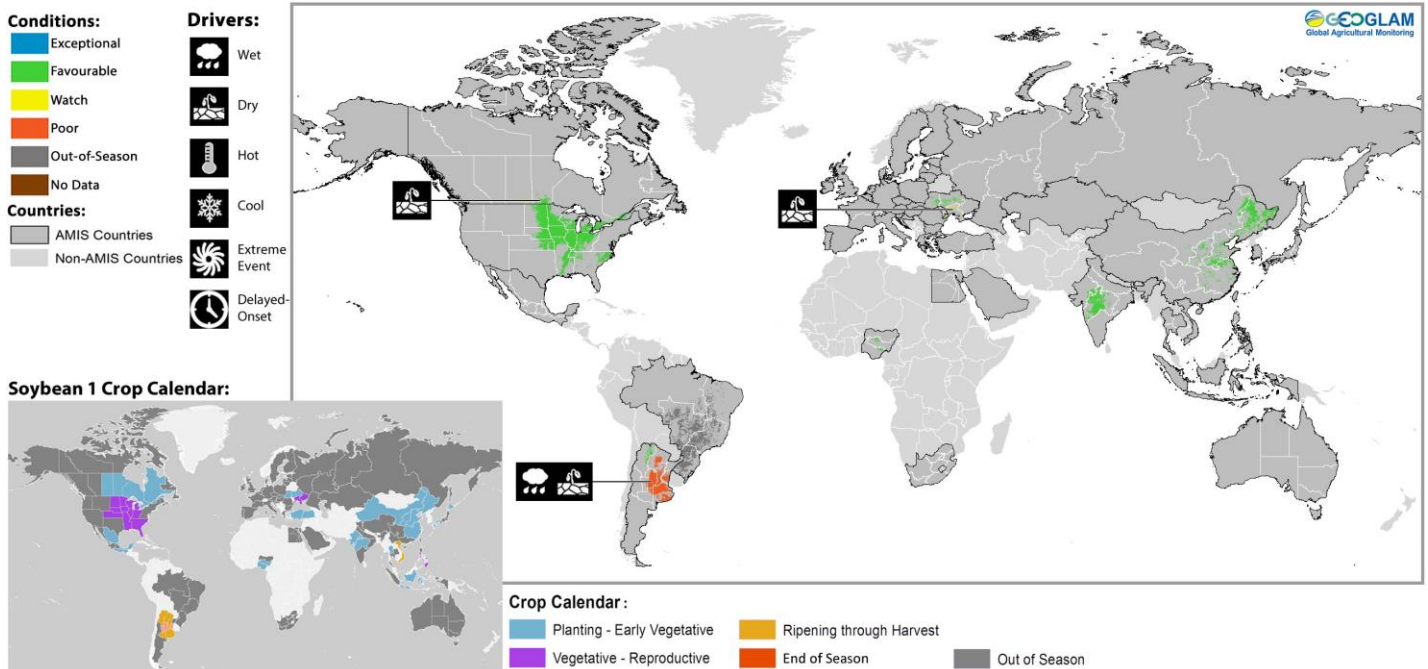 Conditions:
Exceptional
Favourable
Watch
Poor
Out-of-Season
No Data
Countries:
AMIS Countries
Non-AMIS Countries
Drivers:
Wet
Dry
Hot
Cool
Extreme
Event
Delayed-
Onset
GEOGLAM
Global Agricultural Monitoring
Soybean 1 Crop Calendar:
Crop Calendar :
Planting - Early Vegetative
Vegetative - Reproductive
Ripening through Harvest
End of Season
Out of Season